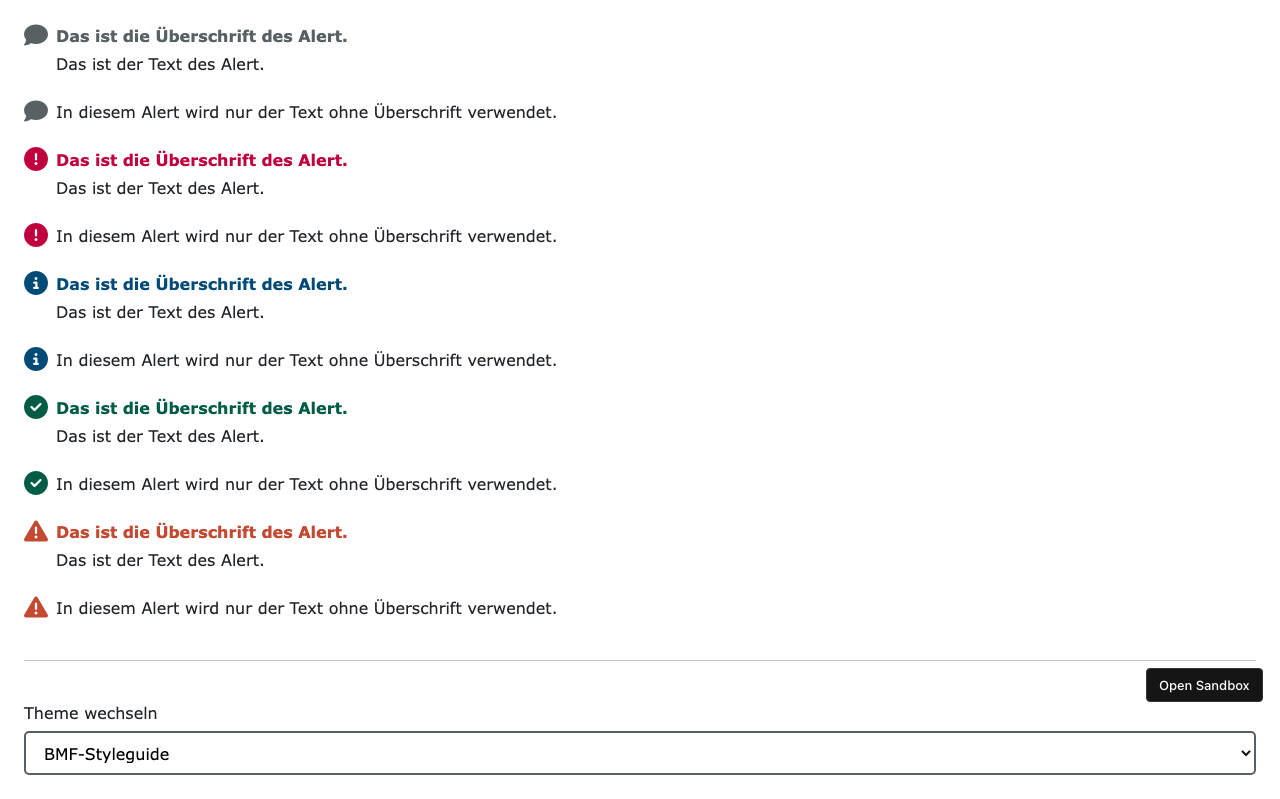 Das ist die Überschrift des Alert.
Das ist der Text des Alert.
In diesem Alert wird nur der Text ohne Überschrift verwendet.
Das ist die Überschrift des Alert.
Das ist der Text des Alert.
In diesem Alert wird nur der Text ohne Überschrift verwendet.
Das ist die Überschrift des Alert.
Das ist der Text des Alert.
In diesem Alert wird nur der Text ohne Überschrift verwendet.
Das ist die Überschrift des Alert.
Das ist der Text des Alert.
In diesem Alert wird nur der Text ohne Überschrift verwendet.
Das ist die Überschrift des Alert.
Das ist der Text des Alert.
In diesem Alert wird nur der Text ohne Überschrift verwendet.
Open Sandbox
Theme wechseln
BMF-Styleguide